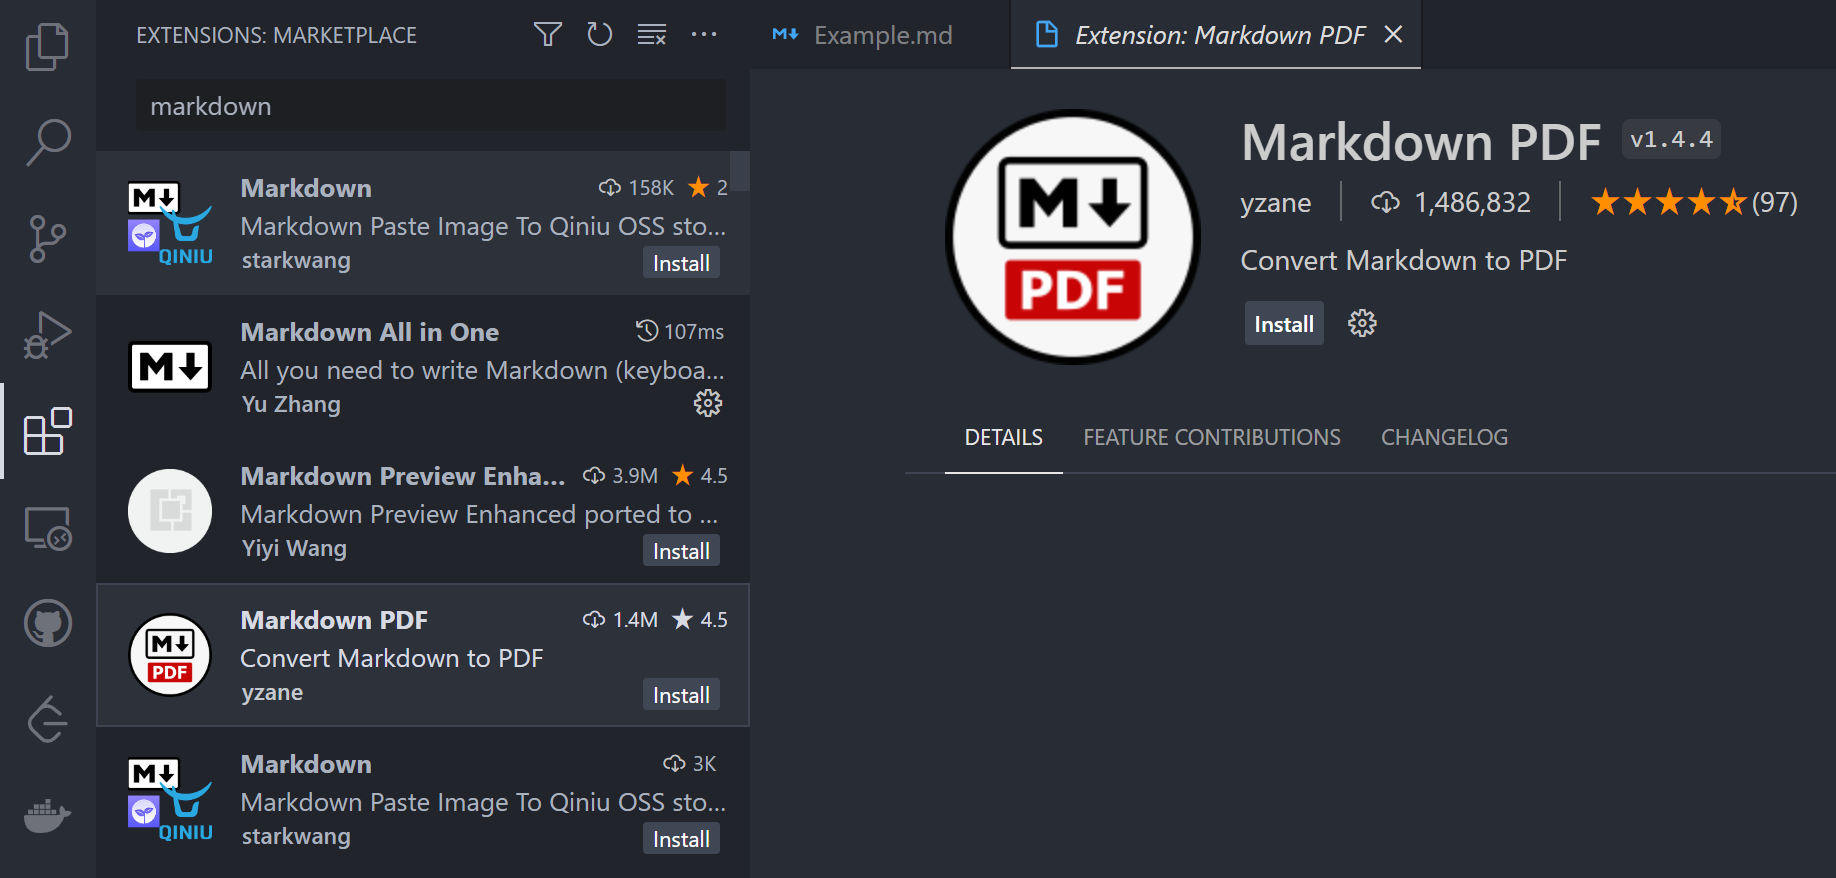 EXTENSIONS: MARKETPLACE
markdown
Markdown 158K 2
Markdown Paste Image To Qiniu OSS sto...
starkwang Install
M QINIU
Markdown All in One 107ms
All you need to write Markdown (keyboa...
Yu Zhang
M
Markdown Preview Enha... 3.9M 4.5
Markdown Preview Enhanced ported to ...
Yiyi Wang Install
Markdown PDF 1.4M 4.5
Convert Markdown to PDF
yzane Install
M PDF
Markdown 3K
Markdown Paste Image To Qiniu OSS sto...
starkwang Install
M QINIU
M Example.md Extension: Markdown PDF
M
PDF
Markdown PDF v1.4.4
yzane 1,486,832 (97)
Convert Markdown to PDF
Install
DETAILS FEATURE CONTRIBUTIONS CHANGELOG